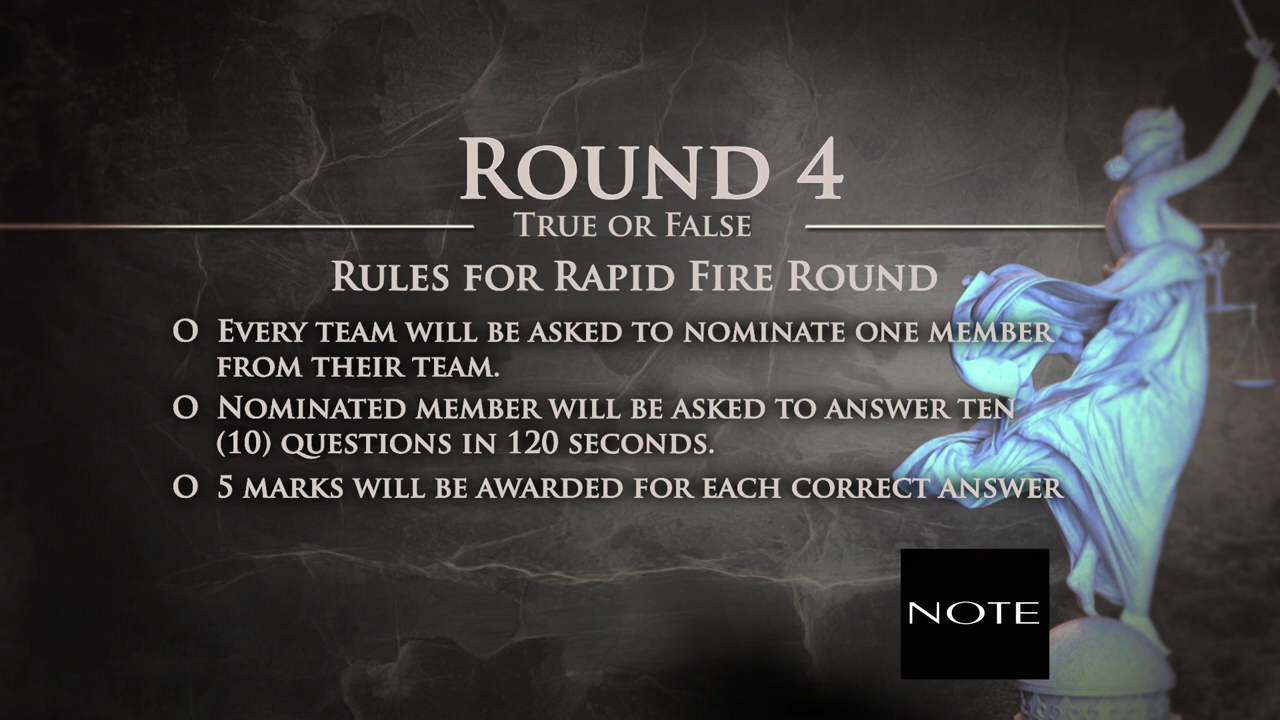 Round 4
True or False
Rules for Rapid Fire Round
O Every team will be asked to nominate one member
from their team.
O Nominated member will be asked to answer ten
(10) questions in 120 seconds.
O 5 marks will be awarded for each correct answer
NOTE